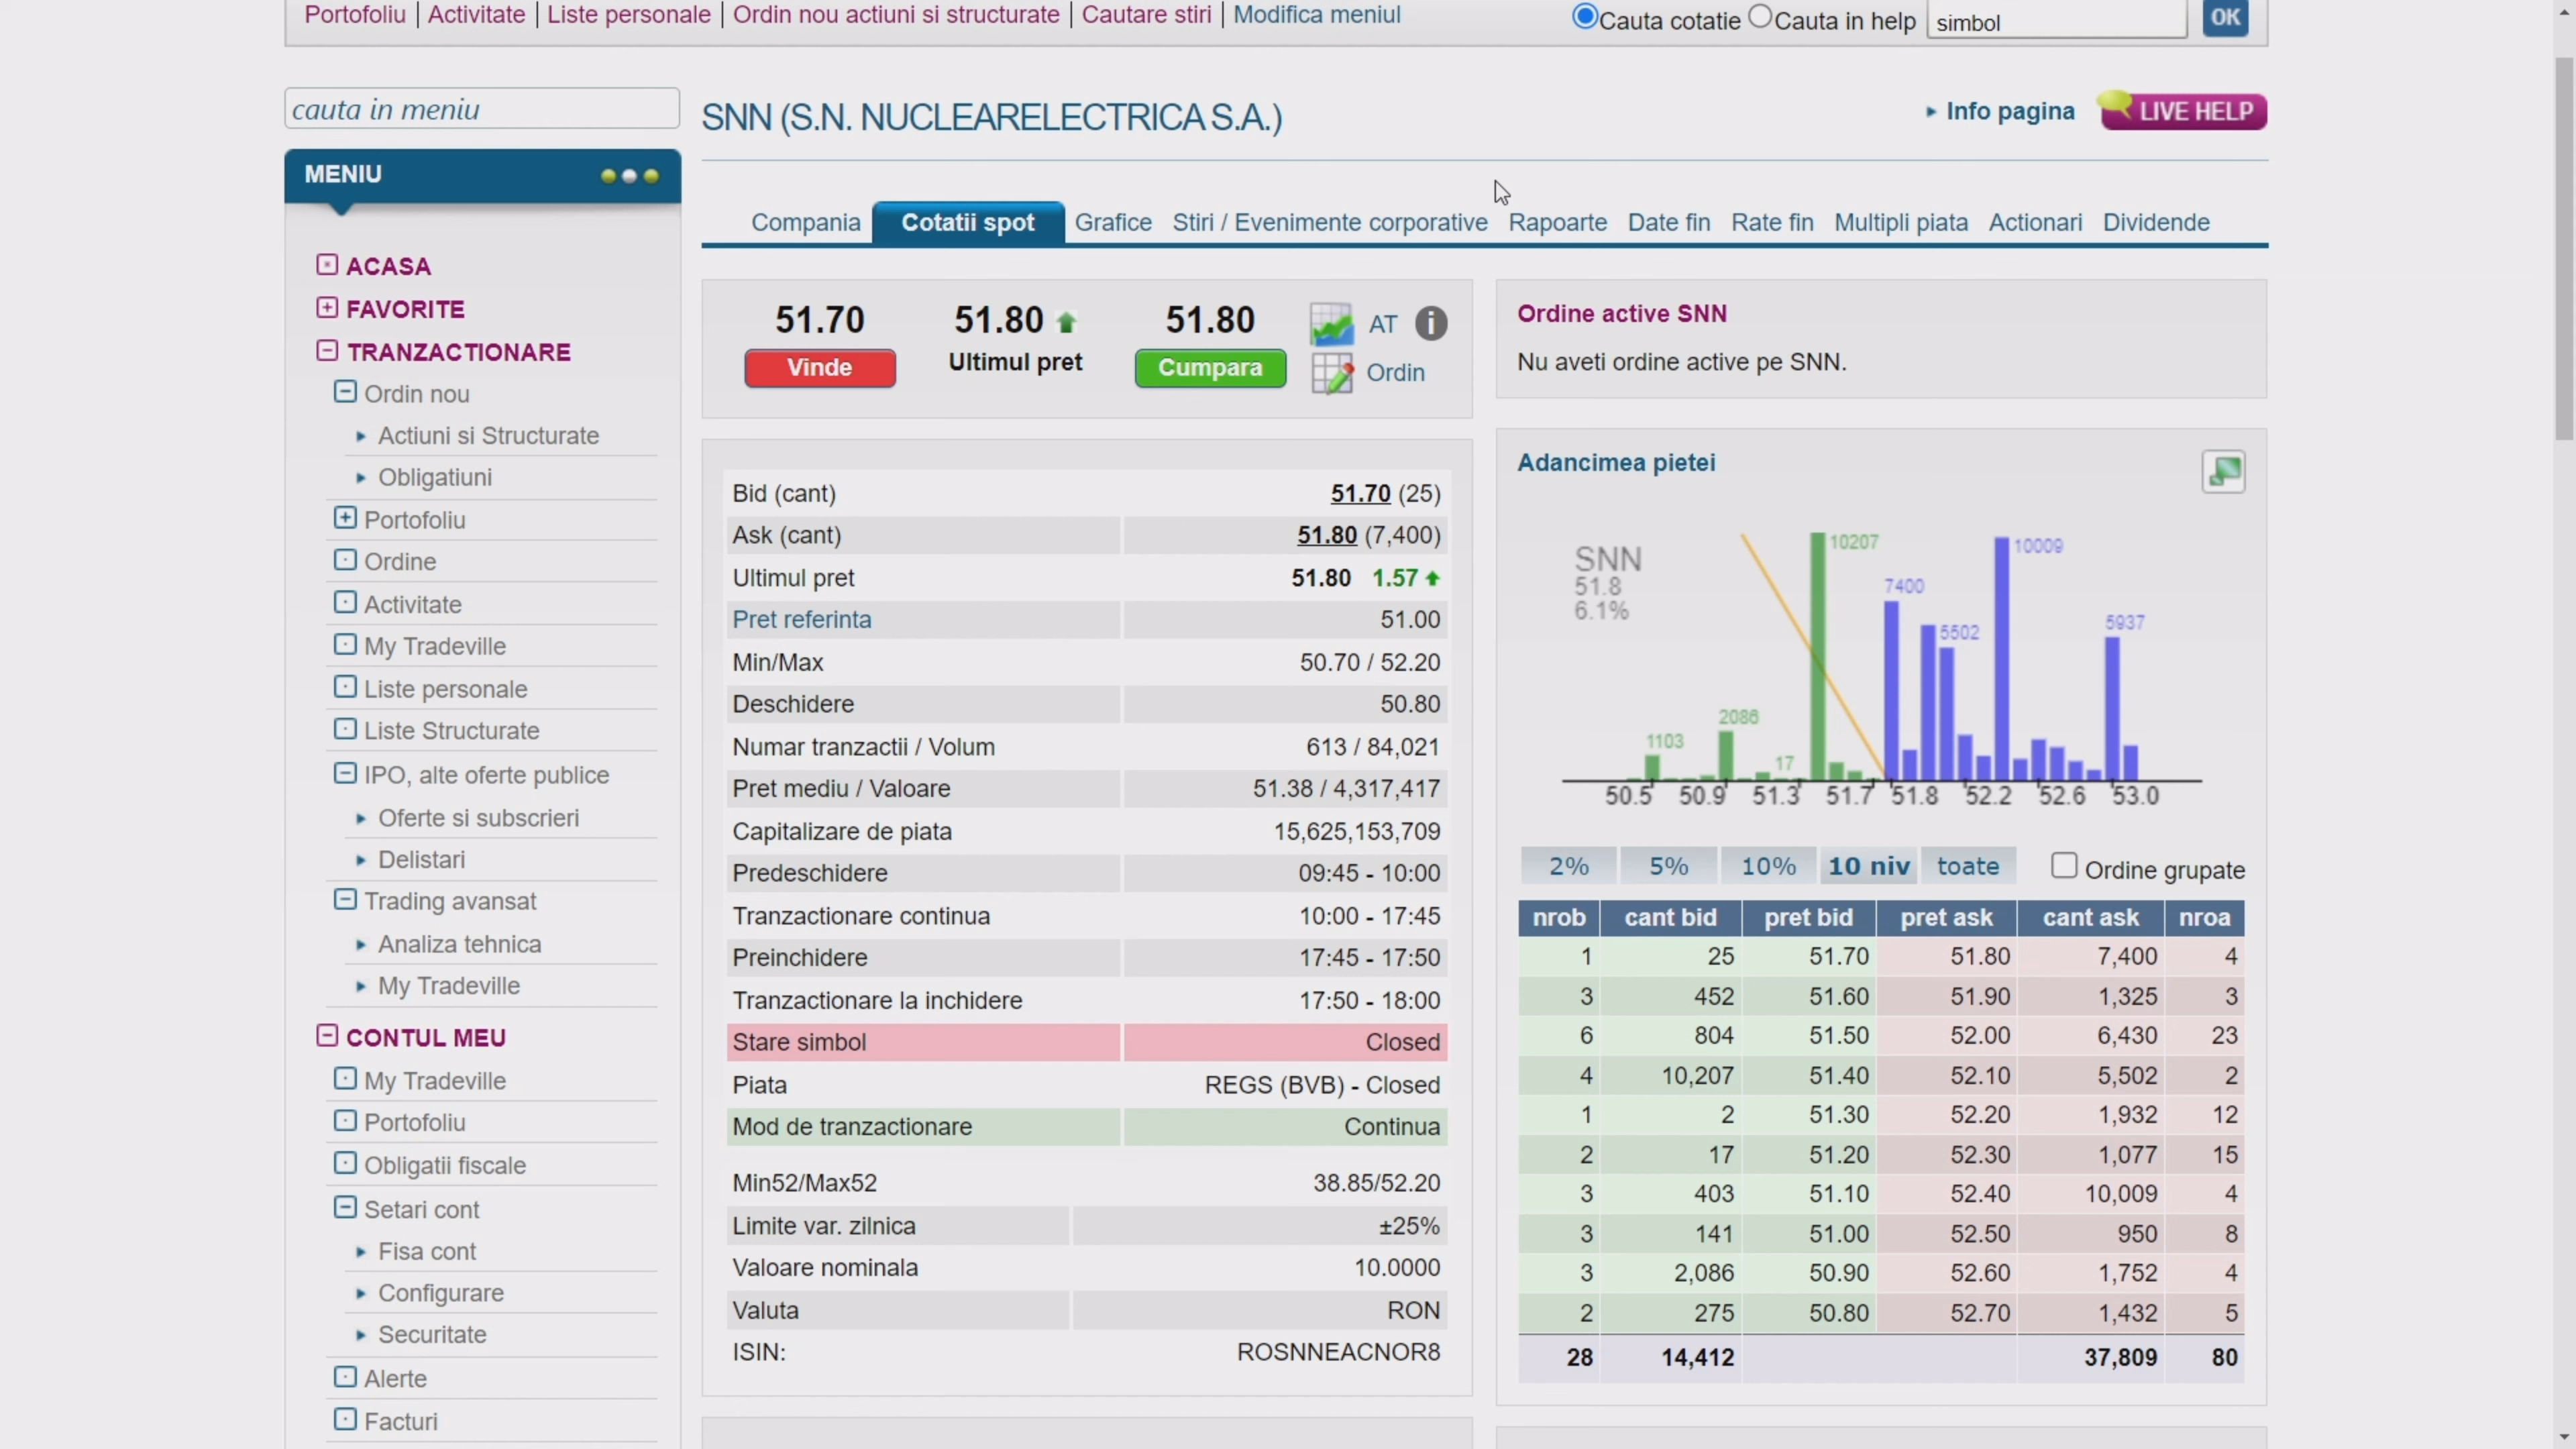 Portofoliu | Activitate | Liste personale | Ordin nou actiuni si structurate | Cautare stiri | Modifica meniul
Cauta cotatie Cauta in help simbol OK
cauta in meniu
MENIU
ACASA
FAVORITE
TRANZACTIONARE
Ordin nou
Actiuni si Structurate
Obligatiuni
Portofoliu
Ordine
Activitate
My Tradeville
Liste personale
Liste Structurate
IPO, alte oferte publice
Oferte si subscrieri
Delistari
Trading avansat
Analiza tehnica
My Tradeville
CONTUL MEU
My Tradeville
Portofoliu
Obligatii fiscale
Setari cont
Fisa cont
Configurare
Securitate
Alerte
Facturi
SNN (S.N. NUCLEARELECTRICA S.A.)
Info pagina LIVE HELP
Compania Cotatii spot Grafice Stiri / Evenimente corporative Rapoarte Date fin Rate fin Multipli piata Actionari Dividende
51.70 51.80 51.80 AT i
Vinde Ultimul pret Cumpara Ordin
Bid (cant) 51.70 (25)
Ask (cant) 51.80 (7,400)
Ultimul pret 51.80 1.57
Pret referinta 51.00
Min/Max 50.70 / 52.20
Deschidere 50.80
Numar tranzactii / Volum 613 / 84,021
Pret mediu / Valoare 51.38 / 4,317,417
Capitalizare de piata 15,625,153,709
Predeschidere 09:45 - 10:00
Tranzactionare continua 10:00 - 17:45
Preinchidere 17:45 - 17:50
Tranzactionare la inchidere 17:50 - 18:00
Stare simbol Closed
Piata REGS (BVB) - Closed
Mod de tranzactionare Continua
Min52/Max52 38.85/52.20
Limite var. zilnica ±25%
Valoare nominala 10.0000
Valuta RON
ISIN: ROSNNEACNOR8
Ordine active SNN
Nu aveti ordine active pe SNN.
Adancimea pietei
SNN
51.8
6.1%
10207
10009
7400
5502
5937
2086
1103
17
50.5 50.9 51.3 51.7 51.8 52.2 52.6 53.0
2% 5% 10% 10 niv toate Ordine grupate
nrob cant bid pret bid pret ask cant ask nroa
1 25 51.70 51.80 7,400 4
3 452 51.60 51.90 1,325 3
6 804 51.50 52.00 6,430 23
4 10,207 51.40 52.10 5,502 2
1 2 51.30 52.20 1,932 12
2 17 51.20 52.30 1,077 15
3 403 51.10 52.40 10,009 4
3 141 51.00 52.50 950 8
3 2,086 50.90 52.60 1,752 4
2 275 50.80 52.70 1,432 5
28 14,412 37,809 80